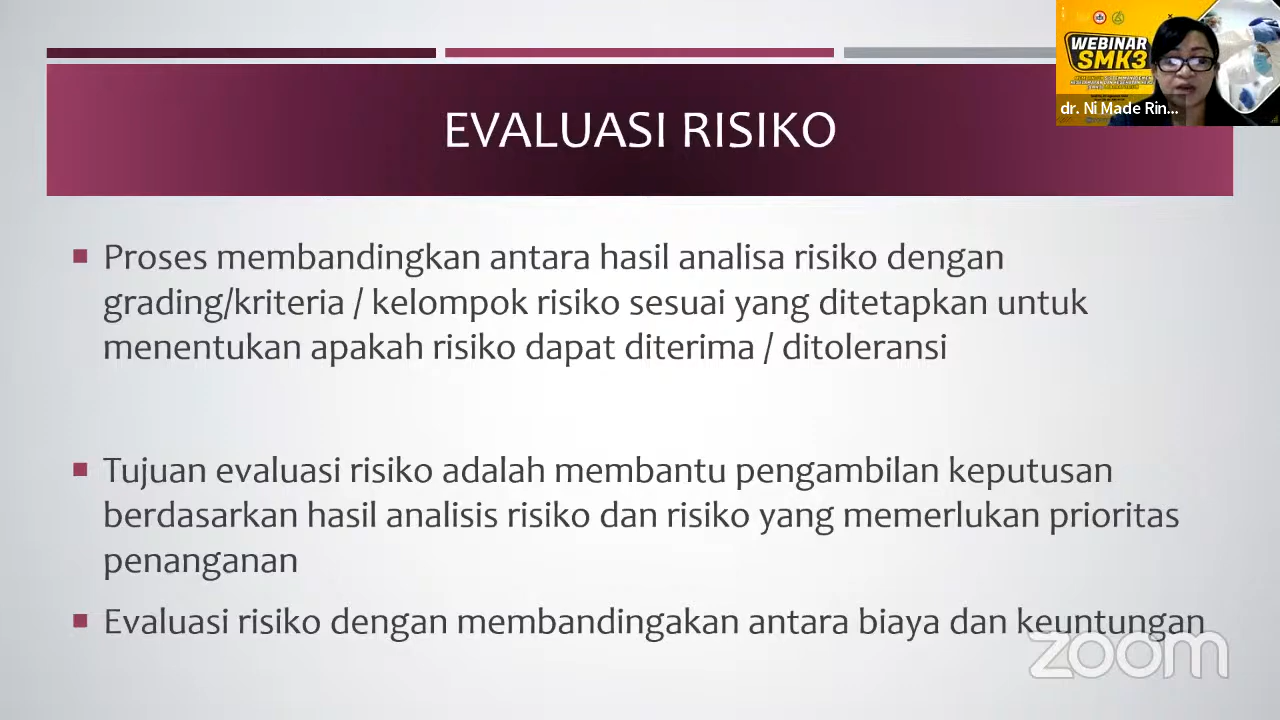 WEBINAR
SMK3
dr. Ni Made Rin...
EVALUASI RISIKO
Proses membandingkan antara hasil analisa risiko dengan
grading/kriteria / kelompok risiko sesuai yang ditetapkan untuk
menentukan apakah risiko dapat diterima / ditoleransi
Tujuan evaluasi risiko adalah membantu pengambilan keputusan
berdasarkan hasil analisis risiko dan risiko yang memerlukan prioritas
penanganan
Evaluasi risiko dengan membandingakan antara biaya dan keuntungan
zoom